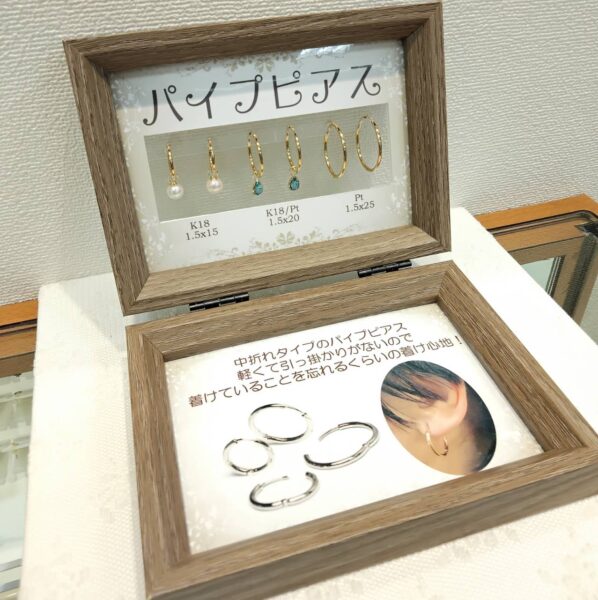 パイプピアス
K18
1.5x15
K18/Pt
1.5x20
Pt
1.5x25
中折れタイプのパイプピアス
軽くて引っ掛かりがないので
着けていることを忘れるくらいの着け心地！